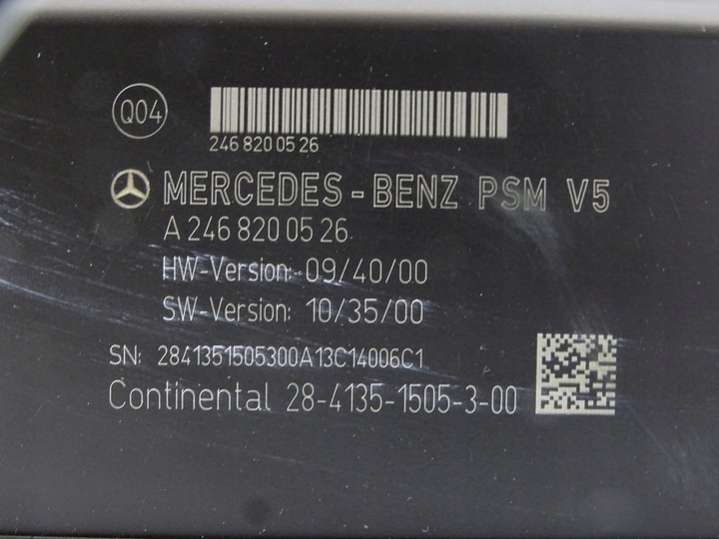 Q04
246 820 05 26
MERCEDES-BENZ PSM V5
A 246 820 05 26
HW-Version: 09/40/00
SW-Version: 10/35/00
SN: 2841351505300A13C14006C1
Continental 28-4135-1505-3-00